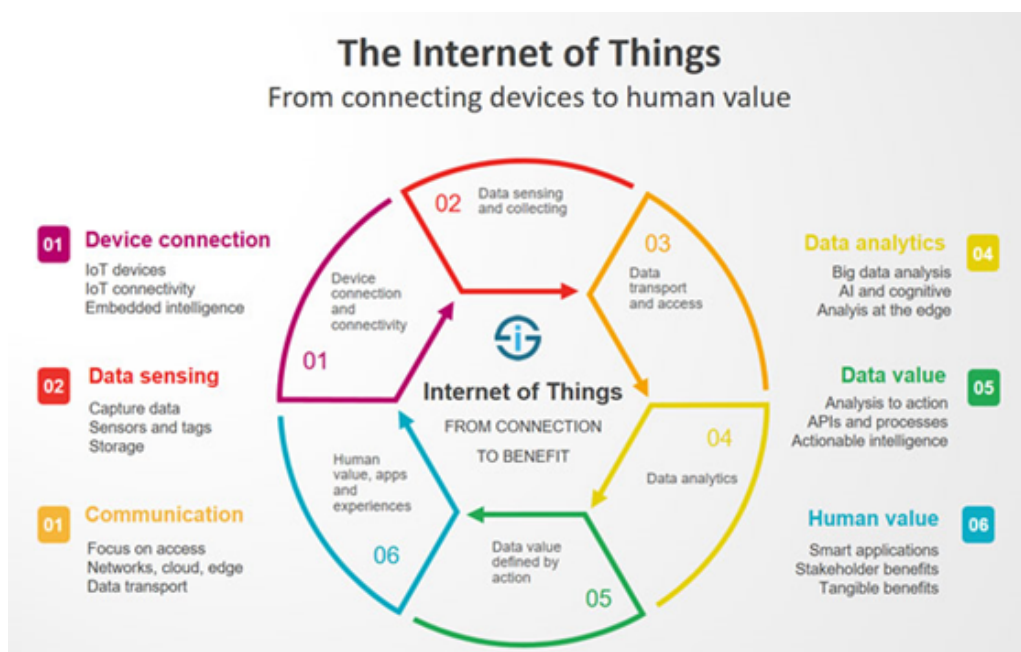 The Internet of Things
From connecting devices to human value
01
Device connection
IoT devices
IoT connectivity
Embedded intelligence
02
Data sensing
Capture data
Sensors and tags
Storage
01
Communication
Focus on access
Networks, cloud, edge
Data transport
Device
connection
and
connectivity
01
02
Data sensing
and collecting
03
Data
transport
and access
04
Data analytics
Data value
defined by
action
05
Human
value, apps
and
experiences
06
Internet of Things
FROM CONNECTION
TO BENEFIT
Data analytics
04
Big data analysis
AI and cognitive
Analyis at the edge
Data value
05
Analysis to action
APIs and processes
Actionable intelligence
Human value
06
Smart applications
Stakeholder benefits
Tangible benefits